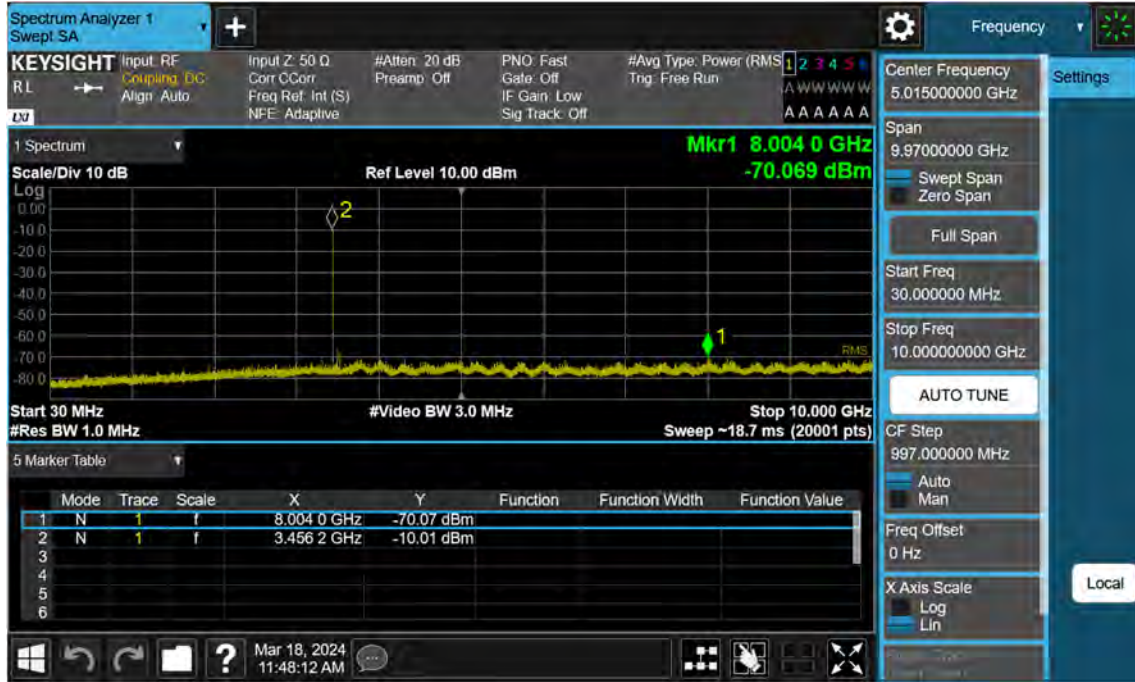 Spectrum Analyzer 1
Swept SA
+
Frequency
KEYSIGHT
RL
LXI
Input: RF
Coupling: DC
Align: Auto
Input Z: 50 Ω
Corr CCorr
Freq Ref: Int (S)
NFE: Adaptive
#Atten: 20 dB
Preamp: Off
PNO: Fast
Gate: Off
IF Gain: Low
Sig Track: Off
#Avg Type: Power (RMS
Trig: Free Run
1 2 3 4 5 6
A W W W W W
A A A A A A
1 Spectrum
Scale/Div 10 dB
Ref Level 10.00 dBm
Mkr1 8.004 0 GHz
-70.069 dBm
Log
0.00
-10.0
-20.0
-30.0
-40.0
-50.0
-60.0
-70.0
-80.0
2
1
RMS
Start 30 MHz
#Video BW 3.0 MHz
Stop 10.000 GHz
#Res BW 1.0 MHz
Sweep ~18.7 ms (20001 pts)
5 Marker Table
Mode Trace Scale X Y Function Function Width Function Value
1 N 1 f 8.004 0 GHz -70.07 dBm
2 N 1 f 3.456 2 GHz -10.01 dBm
3
4
5
6
Mar 18, 2024
11:48:12 AM
?
Center Frequency
5.015000000 GHz
Settings
Span
9.97000000 GHz
Swept Span
Zero Span
Full Span
Start Freq
30.000000 MHz
Stop Freq
10.000000000 GHz
AUTO TUNE
CF Step
997.000000 MHz
Auto
Man
Freq Offset
0 Hz
X Axis Scale
Log
Lin
Local